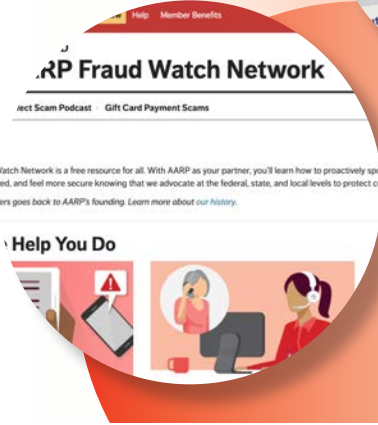 Help Member Benefits
RP Fraud Watch Network
ect Scam Podcast Gift Card Payment Scams
Watch Network is a free resource for all. With AARP as your partner, you'll learn how to proactively spo
ed, and feel more secure knowing that we advocate at the federal, state, and local levels to protect c
ers goes back to AARP's founding. Learn more about our history.
Help You Do